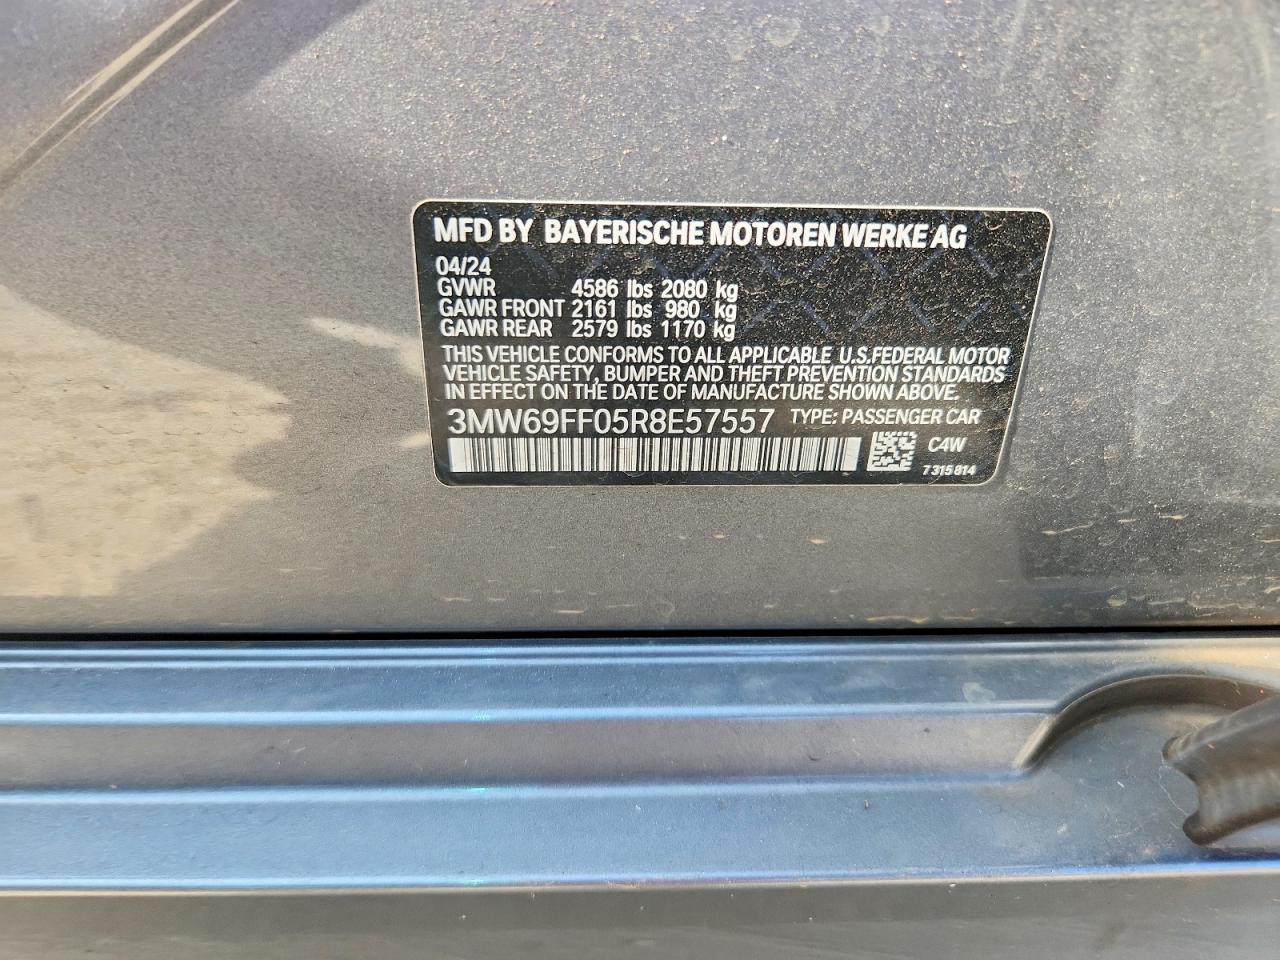 MFD BY BAYERISCHE MOTOREN WERKE AG
04/24
GVWR 4586 lbs 2080 kg
GAWR FRONT 2161 lbs 980 kg
GAWR REAR 2579 lbs 1170 kg
THIS VEHICLE CONFORMS TO ALL APPLICABLE U.S.FEDERAL MOTOR
VEHICLE SAFETY, BUMPER AND THEFT PREVENTION STANDARDS
IN EFFECT ON THE DATE OF MANUFACTURE SHOWN ABOVE.
3MW69FF05R8E57557 TYPE: PASSENGER CAR
C4W
7 315 814